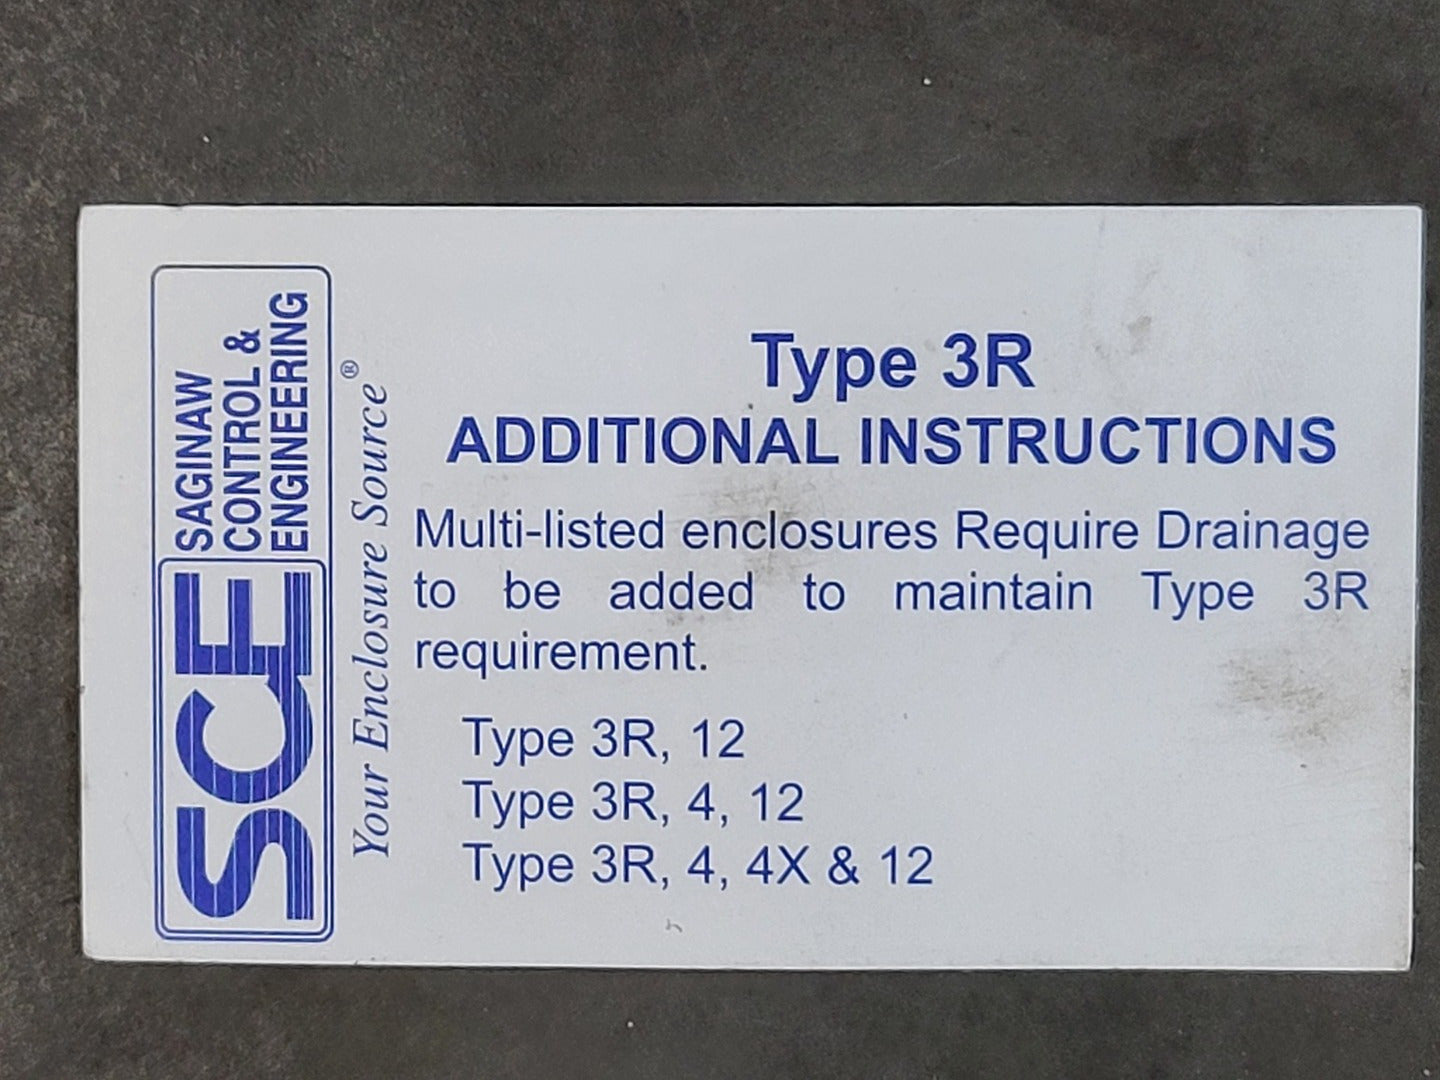 SCE
SAGINAW
CONTROL &
ENGINEERING
Your Enclosure Source®
Type 3R
ADDITIONAL INSTRUCTIONS
Multi-listed enclosures Require Drainage
to be added to maintain Type 3R
requirement.
Type 3R, 12
Type 3R, 4, 12
Type 3R, 4, 4X & 12